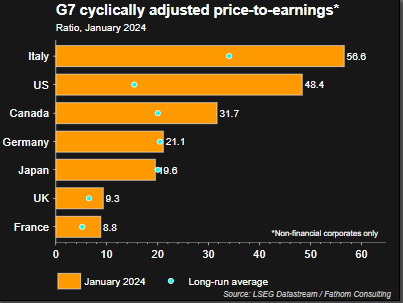 G7 cyclically adjusted price-to-earnings*
Ratio, January 2024
Italy 56.6
US 48.4
Canada 31.7
Germany 21.1
Japan 19.6
UK 9.3
France 8.8
*Non-financial corporates only
0 10 20 30 40 50 60
January 2024 Long-run average
Source: LSEG Datastream / Fathom Consulting